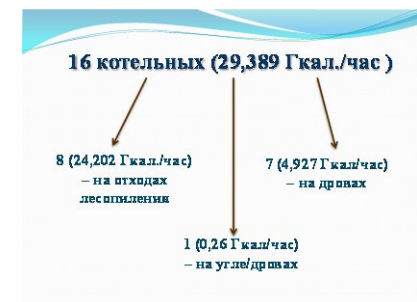 16 котельных (29,389 Гкал./час )
8 (24,202 Гкал./час)
– на отходах
лесопиления
7 (4,927 Гкал/час)
– на дровах
1 (0,26 Гкал/час)
– на угле/дровах